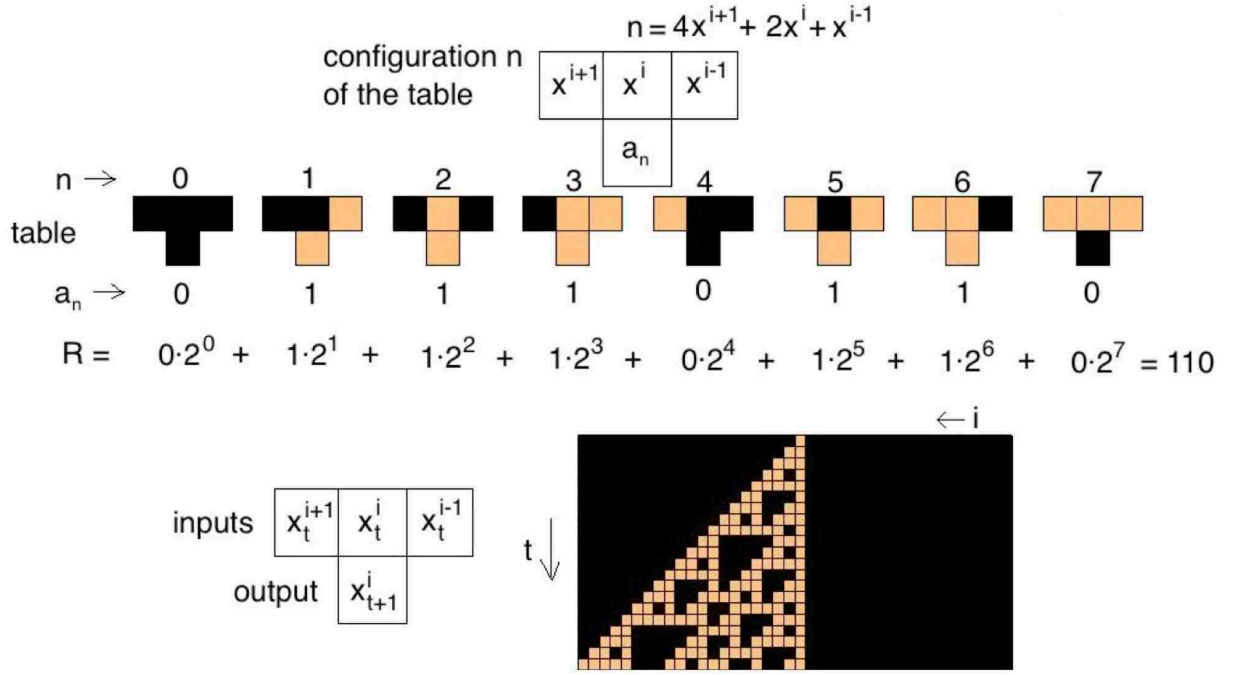 n = 4x^{i+1} + 2x^{i} + x^{i-1}
configuration n
of the table
x^{i+1} x^{i} x^{i-1}
a_n
n → 0 1 2 3 4 5 6 7
table
a_n → 0 1 1 1 0 1 1 0
R = 0·2^0 + 1·2^1 + 1·2^2 + 1·2^3 + 0·2^4 + 1·2^5 + 1·2^6 + 0·2^7 = 110
← i
inputs x_t^{i+1} x_t^{i} x_t^{i-1}
t ↓
output x_{t+1}^{i}